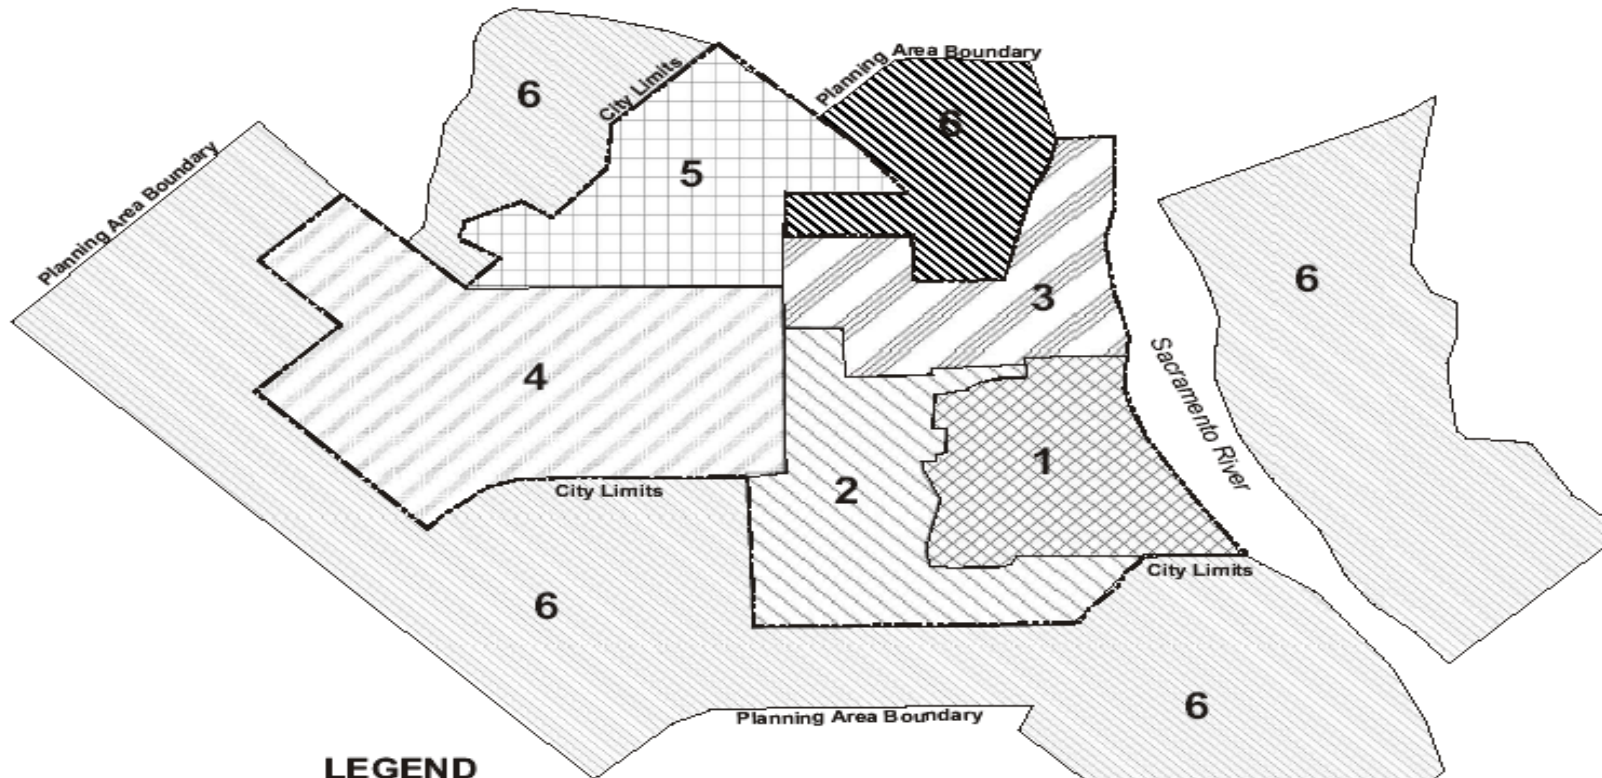 Area Boundary
Planning
City Limits
6
6
Planning Area Boundary
5
6
3
Sacramento River
4
1
2
City Limits
City Limits
6
6
Planning Area Boundary
LEGEND